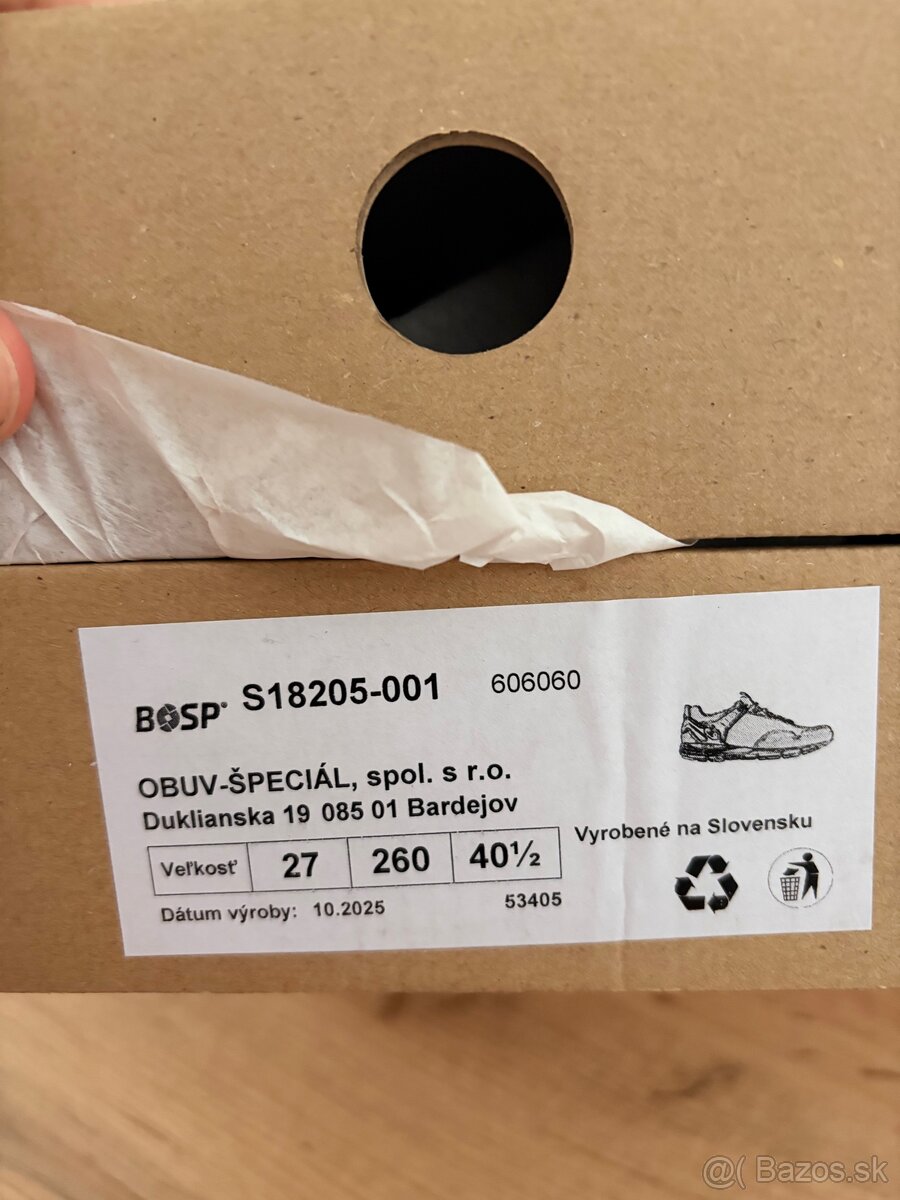 BOSP® S18205-001 606060
OBUV-ŠPECIÁL, spol. s r.o.
Duklianska 19 085 01 Bardejov
Vyrobené na Slovensku
Veľkosť 27 260 40½
Dátum výroby: 10.2025 53405
@( Bazos.sk